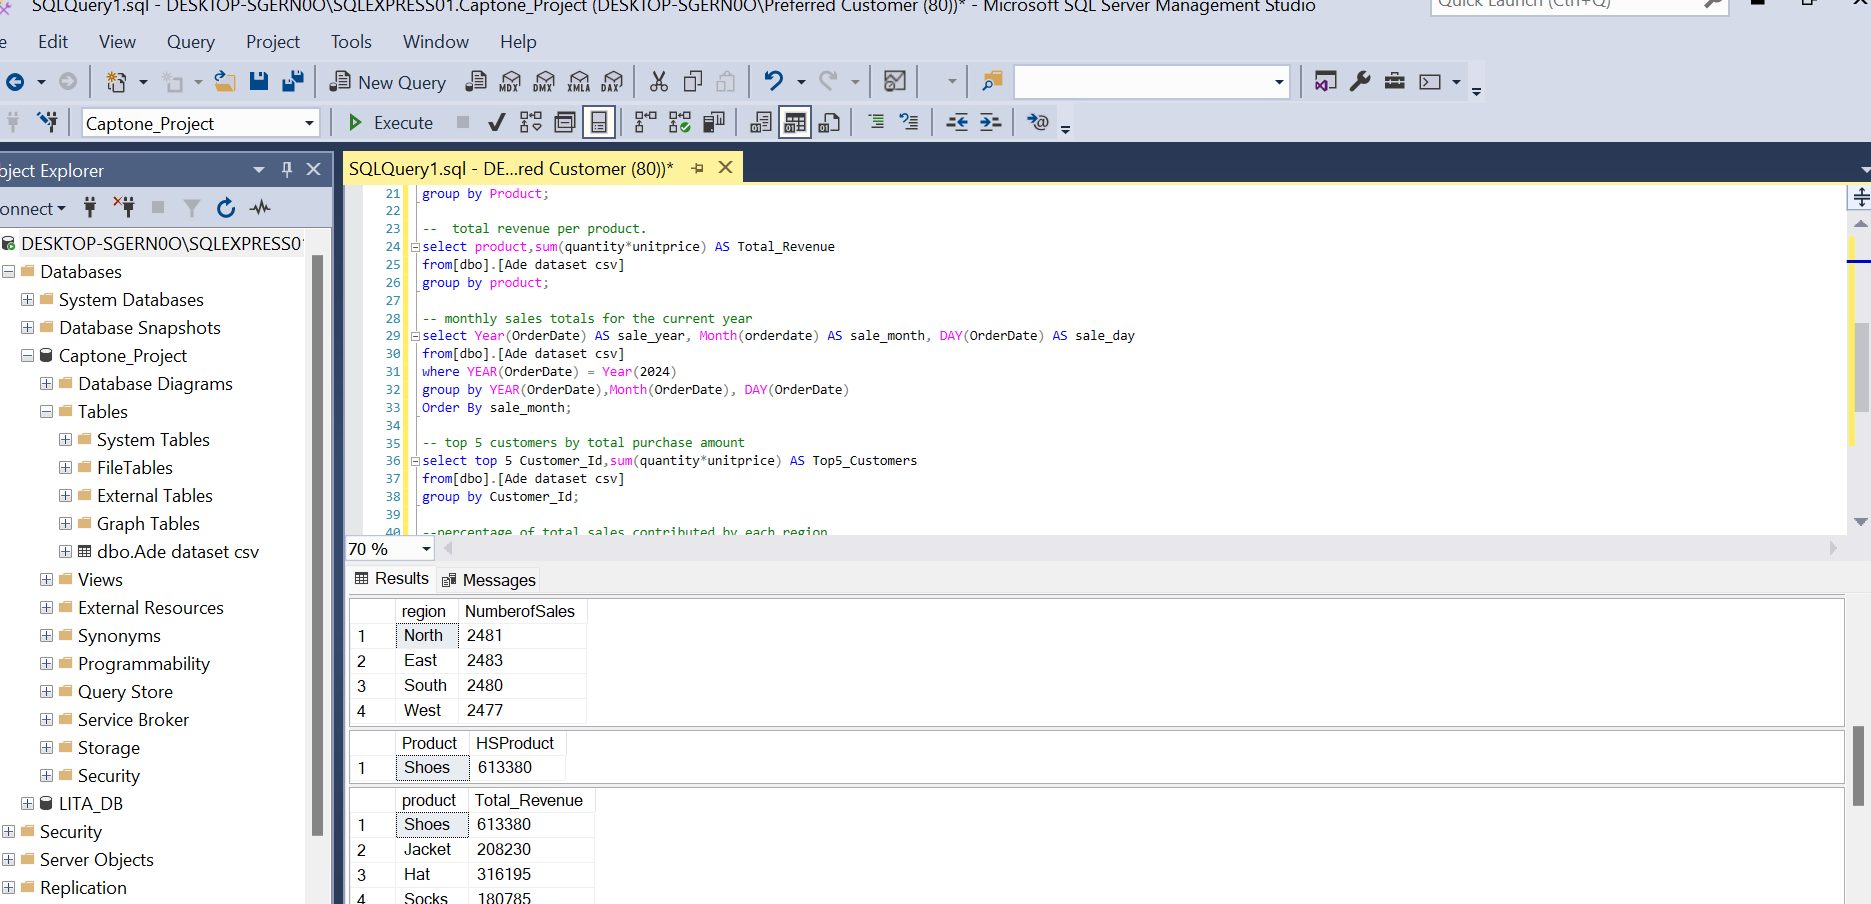 SQLQuery1.sql - DESKTOP-SGERN0O\SQLEXPRESS01.Captone_Project (DESKTOP-SGERN0O\Preferred Customer (80))* - Microsoft SQL Server Management Studio
Quick Launch (Ctrl+Q)
e Edit View Query Project Tools Window Help
New Query MDX DMX XMLA DAX
Captone_Project Execute
bject Explorer
SQLQuery1.sql - DE...red Customer (80))*
onnect
DESKTOP-SGERN0O\SQLEXPRESS0
Databases
System Databases
Database Snapshots
Captone_Project
Database Diagrams
Tables
System Tables
FileTables
External Tables
Graph Tables
dbo.Ade dataset csv
Views
External Resources
Synonyms
Programmability
Query Store
Service Broker
Storage
Security
LITA_DB
Security
Server Objects
Replication
21 group by Product;
22
23 -- total revenue per product.
24 select product,sum(quantity*unitprice) AS Total_Revenue
25 from[dbo].[Ade dataset csv]
26 group by product;
27
28 -- monthly sales totals for the current year
29 select Year(OrderDate) AS sale_year, Month(orderdate) AS sale_month, DAY(OrderDate) AS sale_day
30 from[dbo].[Ade dataset csv]
31 where YEAR(OrderDate) = Year(2024)
32 group by YEAR(OrderDate),Month(OrderDate), DAY(OrderDate)
33 Order By sale_month;
34
35 -- top 5 customers by total purchase amount
36 select top 5 Customer_Id,sum(quantity*unitprice) AS Top5_Customers
37 from[dbo].[Ade dataset csv]
38 group by Customer_Id;
39
40 --percentage of total sales contributed by each region
70 %
Results Messages
region NumberofSales
1 North 2481
2 East 2483
3 South 2480
4 West 2477
Product HSProduct
1 Shoes 613380
product Total_Revenue
1 Shoes 613380
2 Jacket 208230
3 Hat 316195
4 Socks 180785